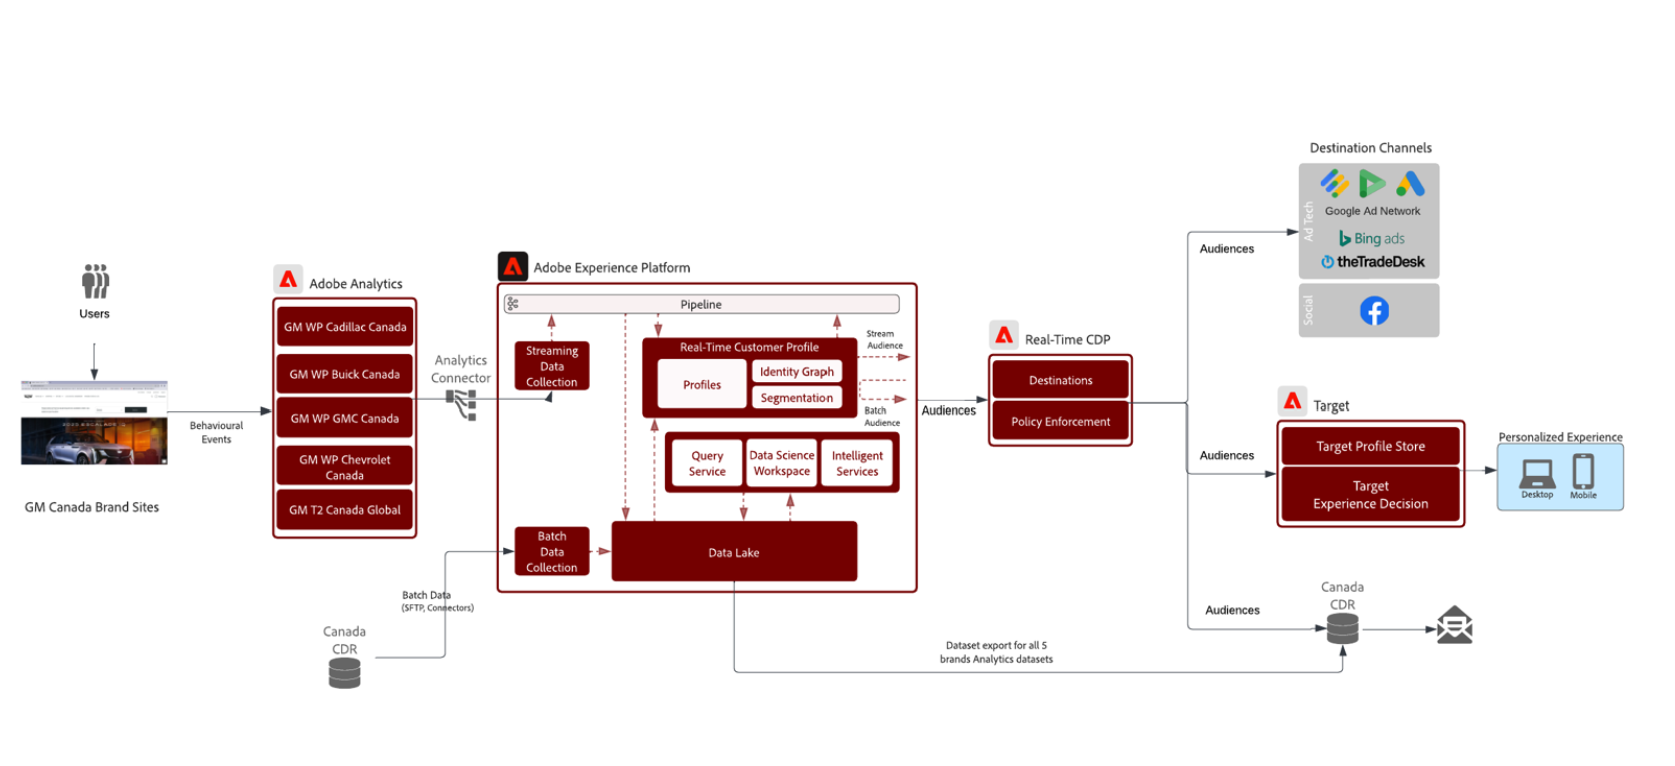 Destination Channels
Ad Tech
Google Ad Network
Bing ads
theTradeDesk
Social
Audiences
Users
Adobe Analytics
GM WP Cadillac Canada
GM WP Buick Canada
GM WP GMC Canada
GM WP Chevrolet
Canada
GM T2 Canada Global
Behavioural
Events
GM Canada Brand Sites
Analytics
Connector
Adobe Experience Platform
Pipeline
Streaming
Data
Collection
Real-Time Customer Profile
Profiles
Identity Graph
Segmentation
Stream
Audience
Batch
Audience
Query
Service
Data Science
Workspace
Intelligent
Services
Batch
Data
Collection
Data Lake
Batch Data
(SFTP, Connectors)
Canada
CDR
Audiences
Real-Time CDP
Destinations
Policy Enforcement
Audiences
Target
Target Profile Store
Target
Experience Decision
Personalized Experience
Desktop
Mobile
Audiences
Canada
CDR
Dataset export for all 5
brands Analytics datasets